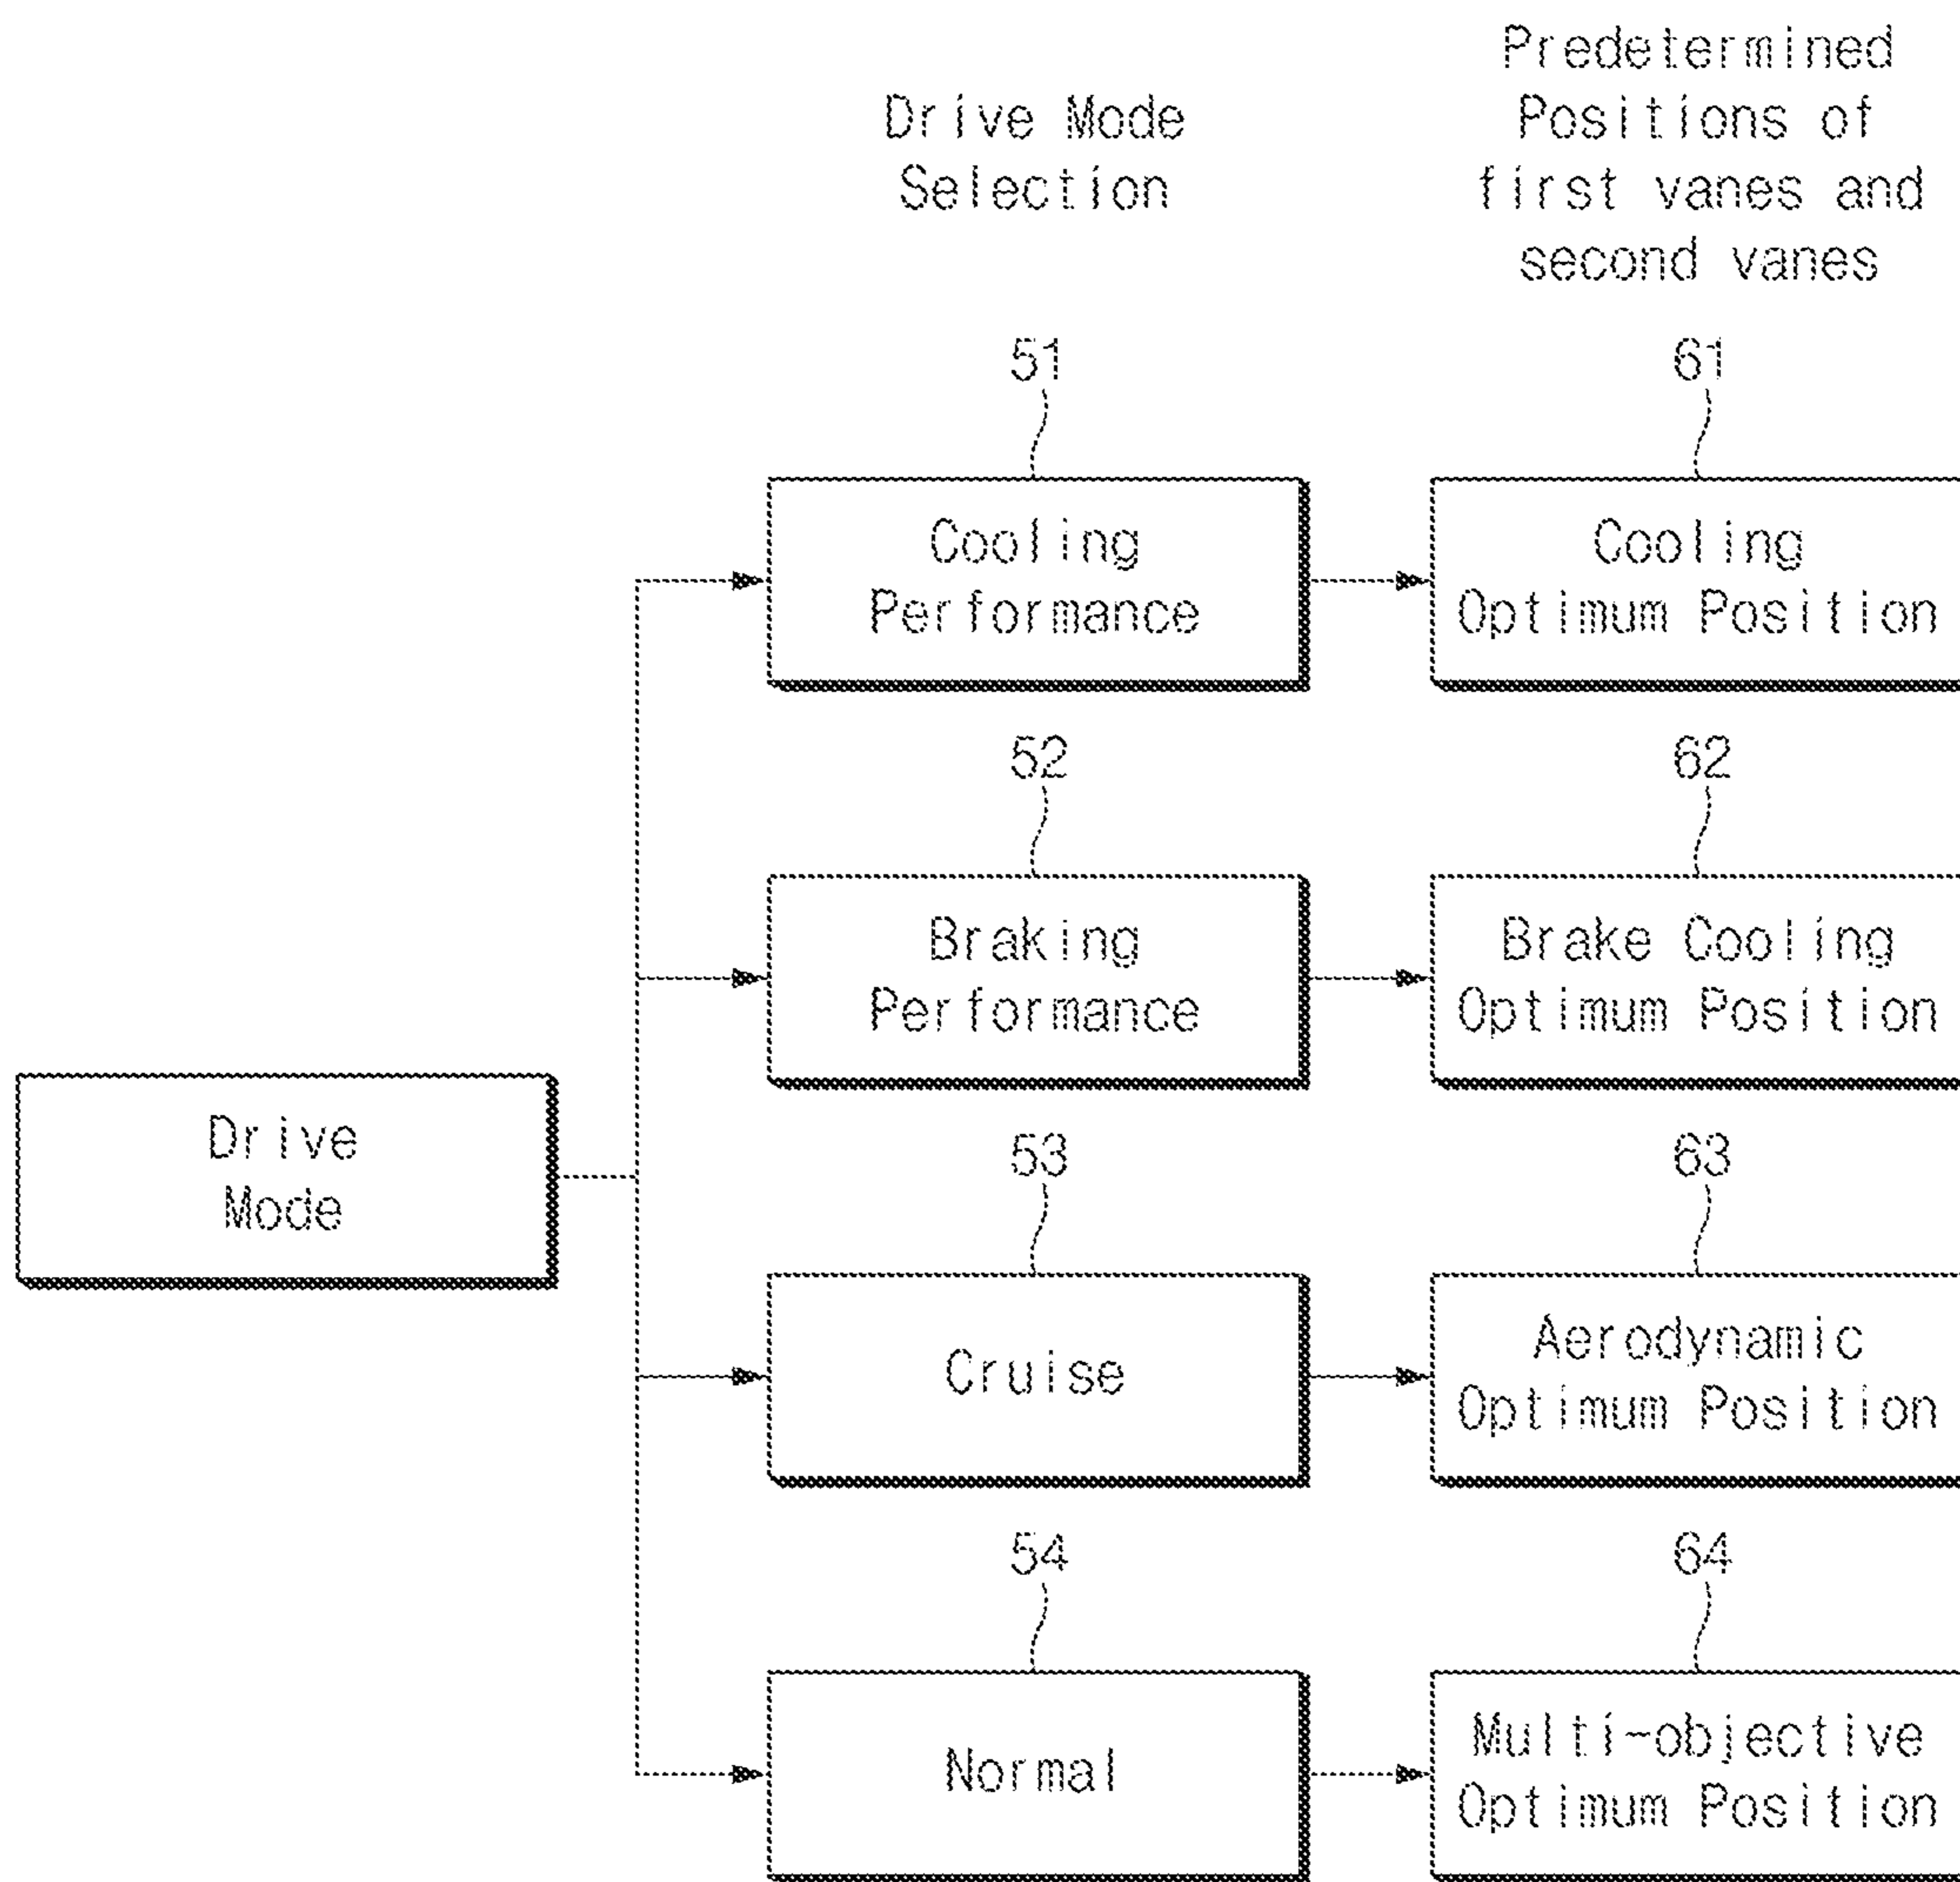 Drive Mode
Selection
Predetermined
Positions of
first vanes and
second vanes
51
61
Cooling
Performance
Cooling
Optimum Position
52
62
Braking
Performance
Brake Cooling
Optimum Position
Drive
Mode
53
63
Cruise
Aerodynamic
Optimum Position
54
64
Normal
Multi-objective
Optimum Position